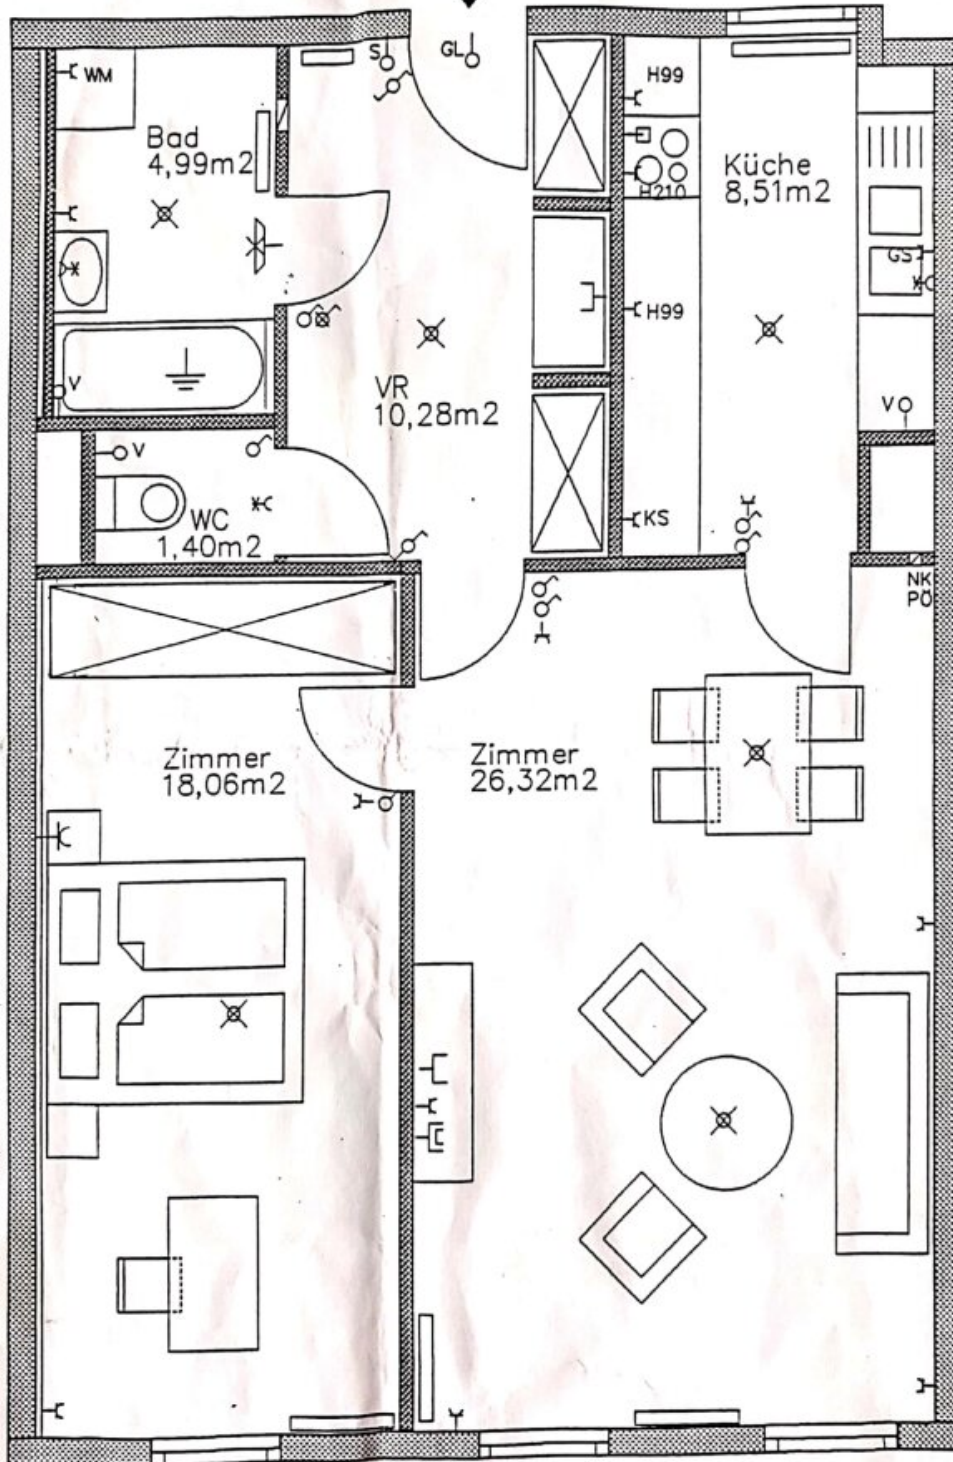 S
GL
WM
H99
Bad
4,99m2
Küche
8,51m2
H210
GS
H99
VR
10,28m2
V
V
V
KS
WC
1,40m2
NK
PÖ
Zimmer
18,06m2
Zimmer
26,32m2